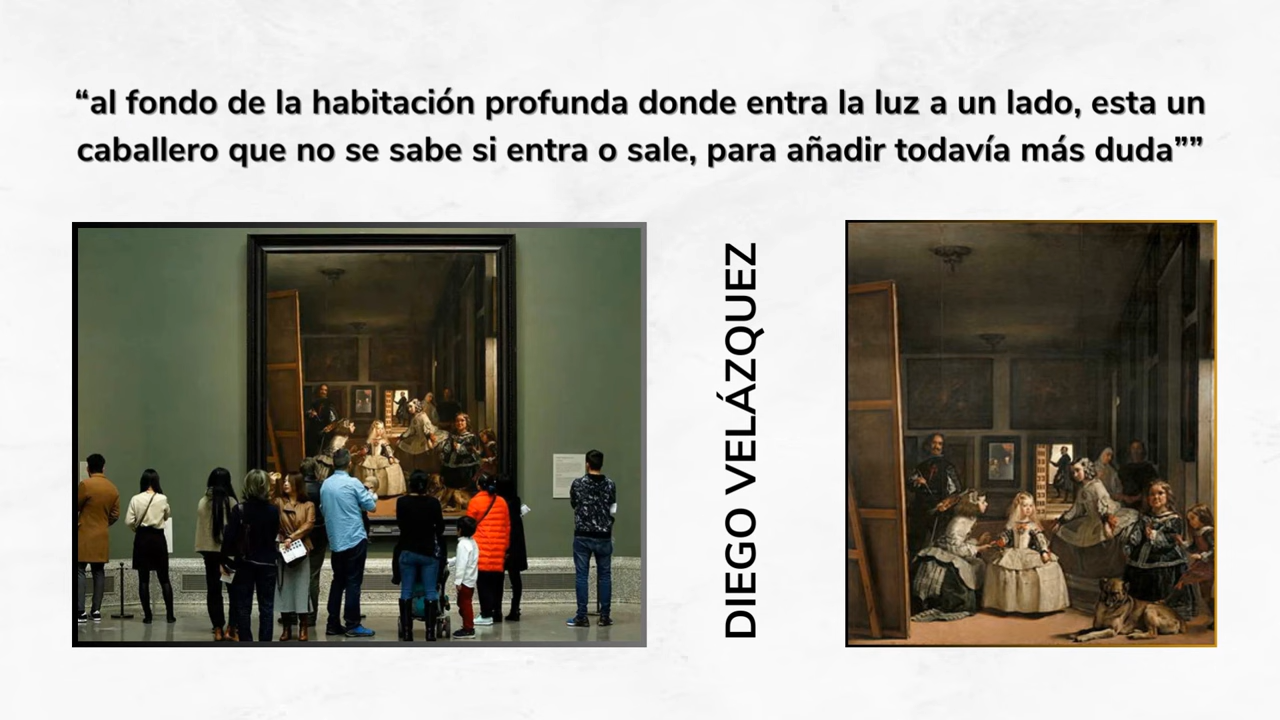 “al fondo de la habitación profunda donde entra la luz a un lado, esta un
caballero que no se sabe si entra o sale, para añadir todavía más duda””
DIEGO VELÁZQUEZ